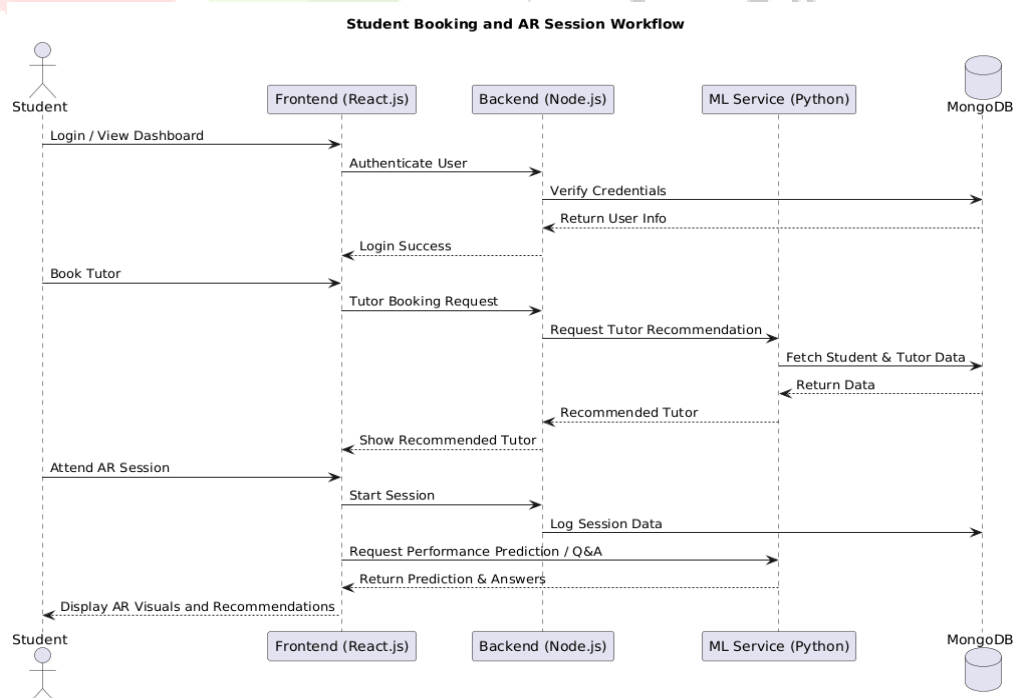 Student Booking and AR Session Workflow
Student
Frontend (React.js)
Backend (Node.js)
ML Service (Python)
MongoDB
Login / View Dashboard
Authenticate User
Verify Credentials
Return User Info
Login Success
Book Tutor
Tutor Booking Request
Request Tutor Recommendation
Fetch Student & Tutor Data
Return Data
Recommended Tutor
Show Recommended Tutor
Attend AR Session
Start Session
Log Session Data
Request Performance Prediction / Q&A
Return Prediction & Answers
Display AR Visuals and Recommendations
Student
Frontend (React.js)
Backend (Node.js)
ML Service (Python)
MongoDB